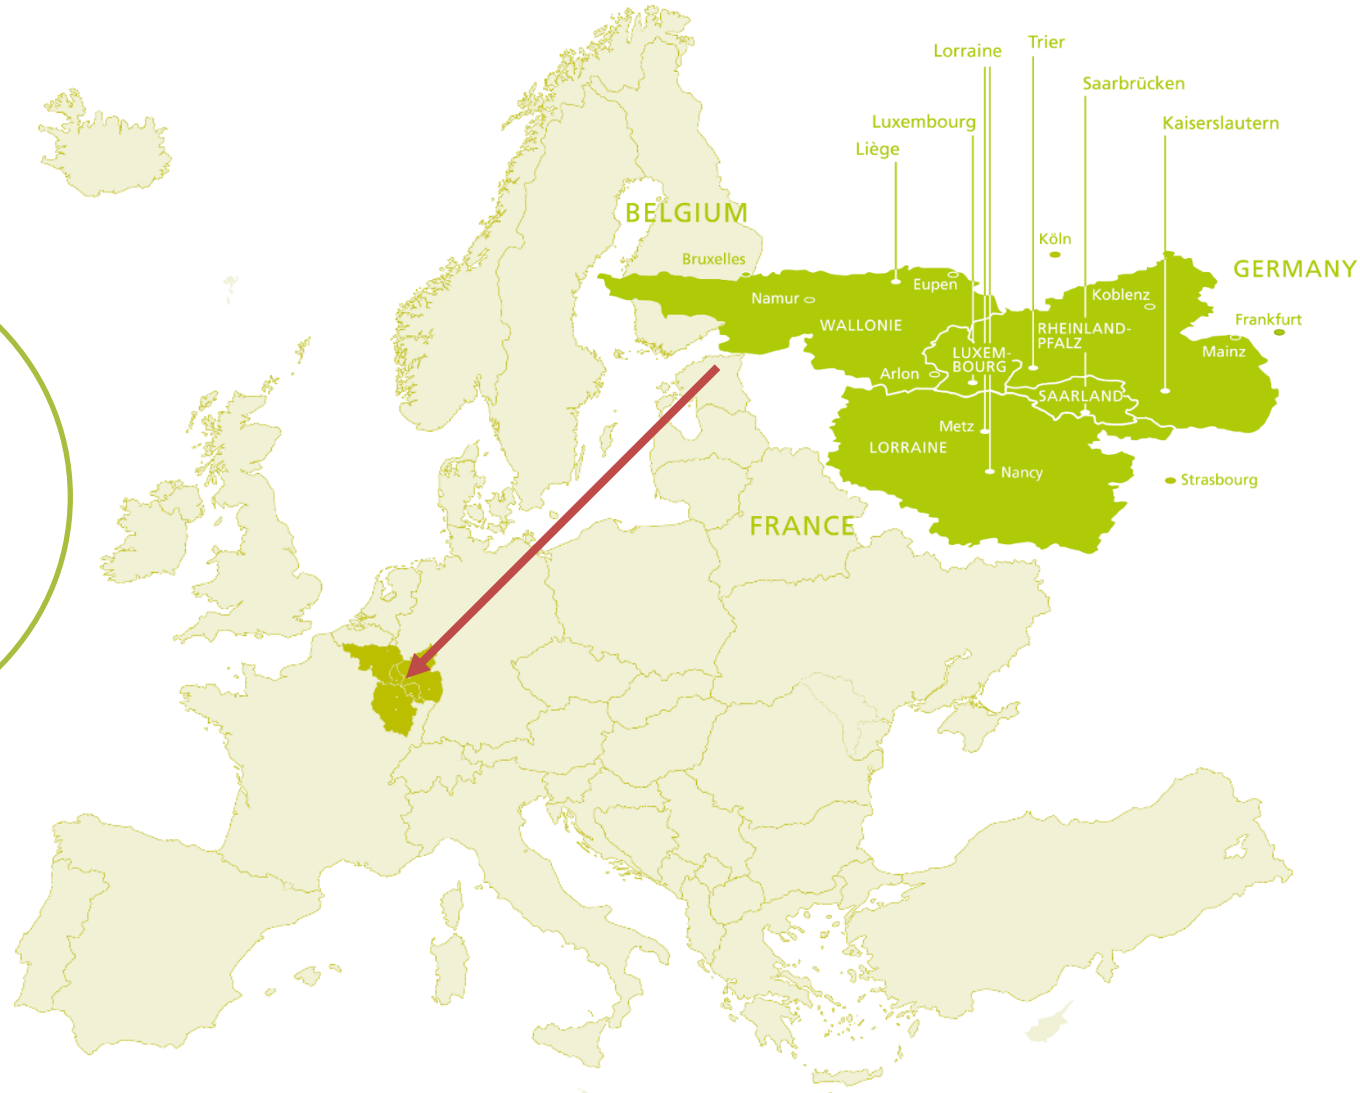 Lorraine
Trier
Saarbrücken
Luxembourg
Kaiserslautern
Liège
BELGIUM
Köln
Bruxelles
GERMANY
Eupen
Namur
Koblenz
WALLONIE
RHEINLAND-
PFALZ
Frankfurt
Mainz
LUXEM-
BOURG
Arlon
SAARLAND
Metz
LORRAINE
Nancy
Strasbourg
FRANCE